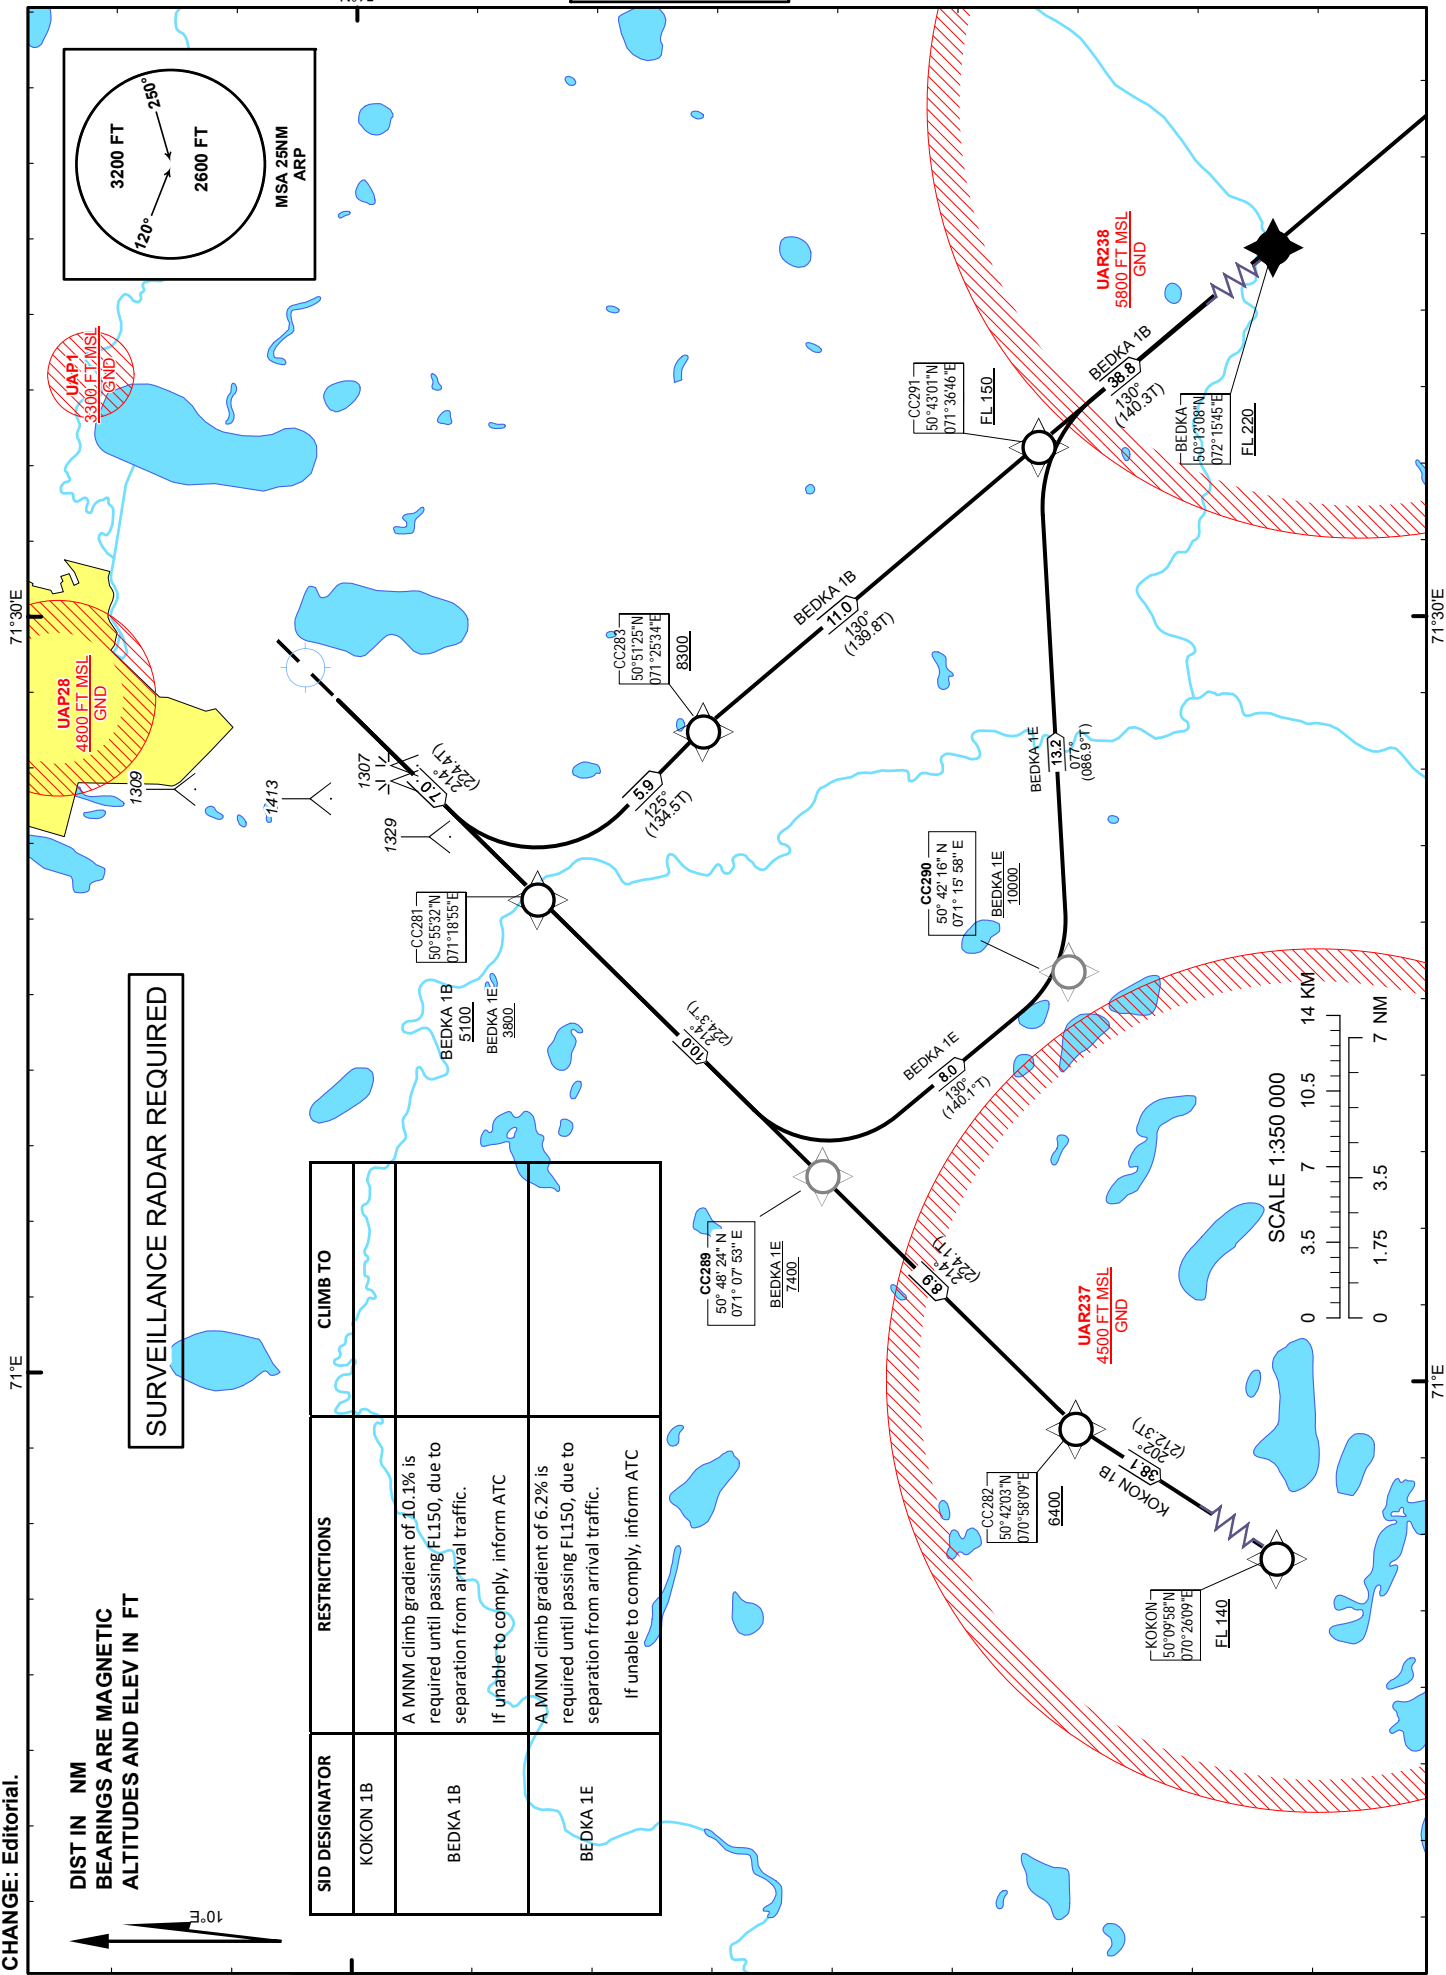 CHANGE: Editorial.
DIST IN NM
BEARINGS ARE MAGNETIC
ALTITUDES AND ELEV IN FT
10°E
SURVEILLANCE RADAR REQUIRED
71°E
71°30'E
UAP28
4800 FT MSL
GND
UAP1
3300 FT MSL
GND
120°
250°
3200 FT
2600 FT
MSA 25NM
ARP
1309
1413
1307
1329
SID DESIGNATOR
RESTRICTIONS
CLIMB TO
KOKON 1B
BEDKA 1B
A MNM climb gradient of 10.1% is
required until passing FL150, due to
separation from arrival traffic.
If unable to comply, inform ATC
BEDKA 1E
A MNM climb gradient of 6.2% is
required until passing FL150, due to
separation from arrival traffic.
If unable to comply, inform ATC
7.0
214°
(224.4T)
CC281
50°55'32"N
071°18'55"E
BEDKA 1B
5100
BEDKA 1E
3800
5.9
125°
(134.5T)
CC283
50°51'25"N
071°25'34"E
8300
BEDKA 1B
11.0
130°
(139.8T)
CC291
50°43'01"N
071°36'46"E
FL 150
BEDKA 1B
38.8
130°
(140.3T)
UAR238
5800 FT MSL
GND
BEDKA
50°13'08"N
072°15'45"E
FL 220
10.0
214°
(224.3°T)
CC289
50° 48' 24" N
071° 07' 53" E
BEDKA 1E
7400
BEDKA 1E
8.0
130°
(140.1°T)
CC290
50° 42' 16" N
071° 15' 58" E
BEDKA 1E
10000
BEDKA 1E
13.2
077°
(086.9°T)
8.9
214°
(224.1T)
CC282
50°42'03"N
070°58'09"E
6400
KOKON 1B
38.1
202°
(212.3T)
KOKON
50°09'58"N
070°26'09"E
FL 140
UAR237
4500 FT MSL
GND
SCALE 1:350 000
0 3.5 7 10.5 14 KM
0 1.75 3.5 7 NM
71°E
71°30'E